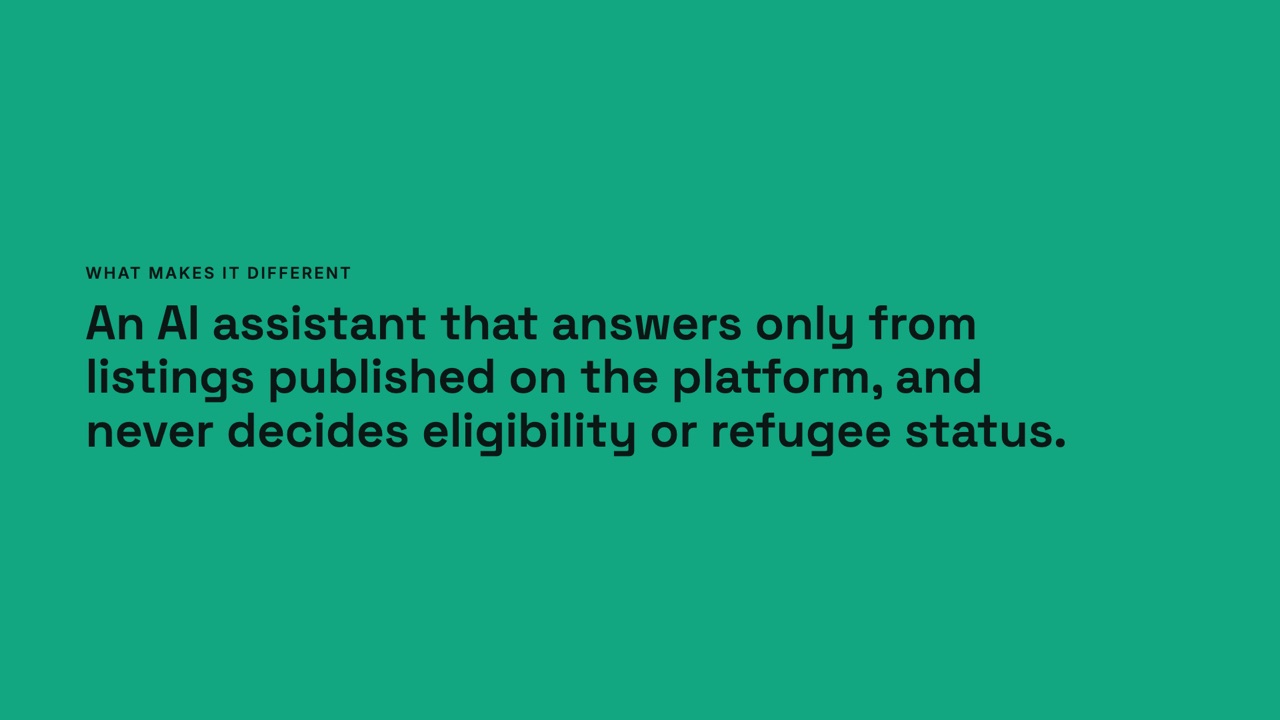 WHAT MAKES IT DIFFERENT
An AI assistant that answers only from
listings published on the platform, and
never decides eligibility or refugee status.